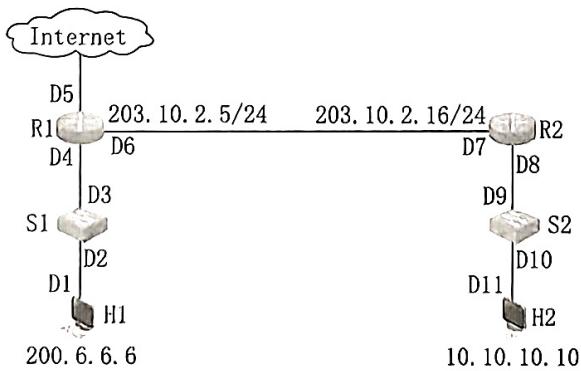 Internet
D5
203.10.2.5/24 203.10.2.16/24
R1 R2
D4 D6 D7 D8
D3 D9
S1 S2
D2 D10
D1 D11
H1 H2
200.6.6.6 10.10.10.10